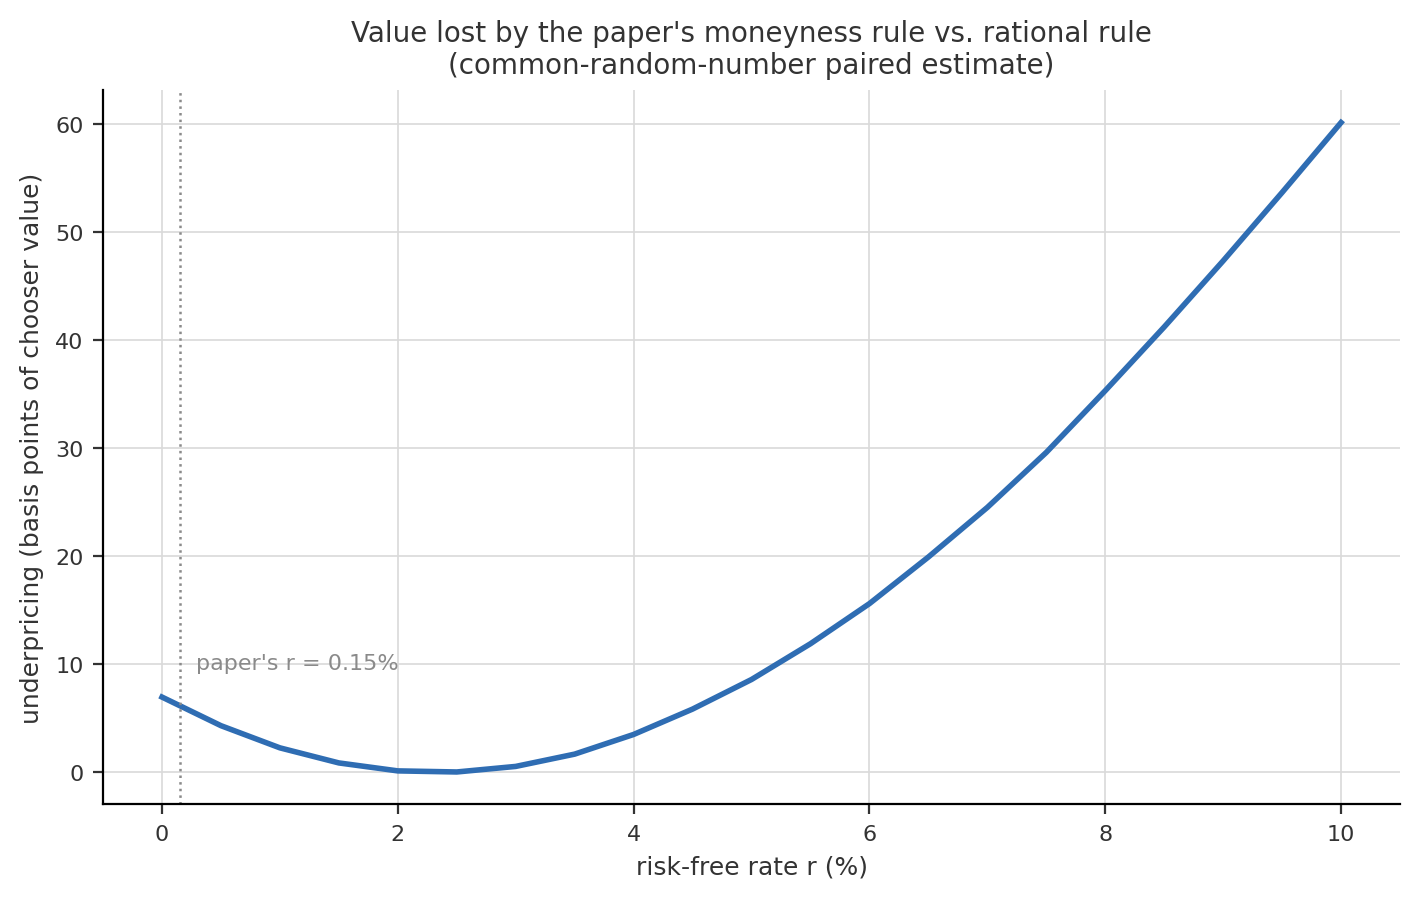 Value lost by the paper's moneyness rule vs. rational rule
(common-random-number paired estimate)
underpricing (basis points of chooser value)
60
50
40
30
20
10
0
paper's r = 0.15%
0
2
4
6
8
10
risk-free rate r (%)